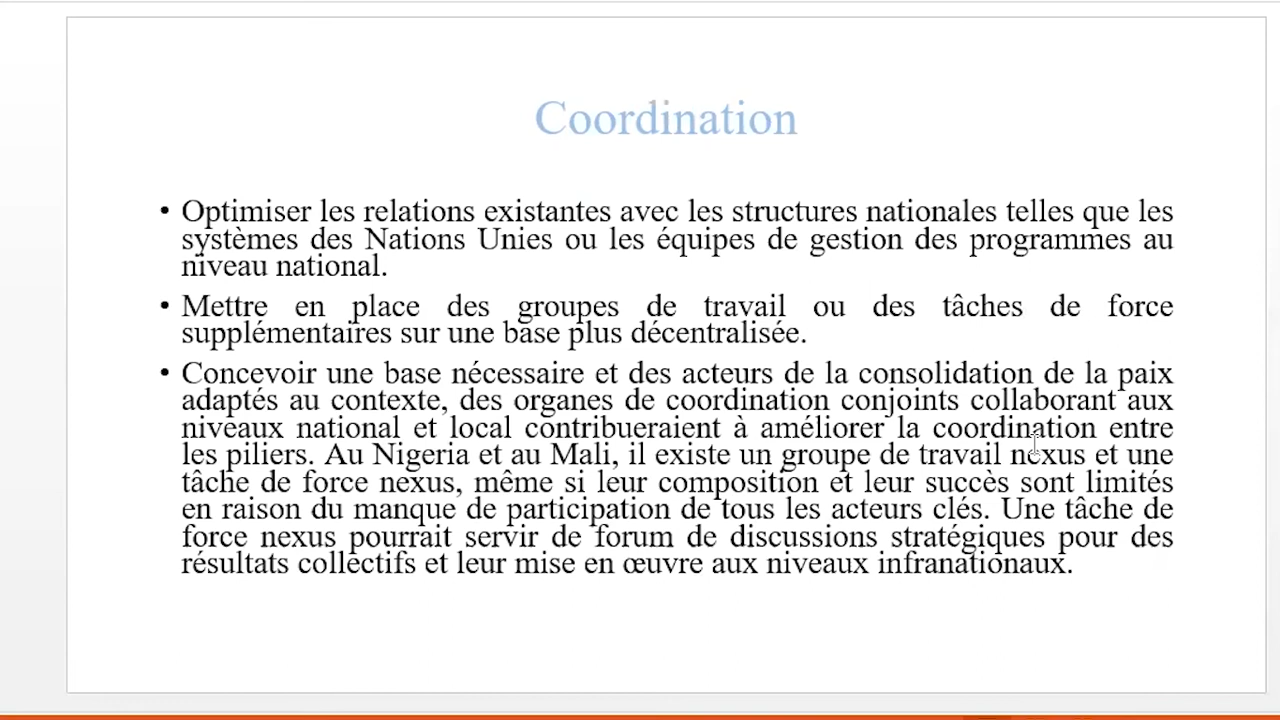 Coordination
• Optimiser les relations existantes avec les structures nationales telles que les
systèmes des Nations Unies ou les équipes de gestion des programmes au
niveau national.
• Mettre en place des groupes de travail ou des tâches de force
supplémentaires sur une base plus décentralisée.
• Concevoir une base nécessaire et des acteurs de la consolidation de la paix
adaptés au contexte, des organes de coordination conjoints collaborant aux
niveaux national et local contribueraient à améliorer la coordination entre
les piliers. Au Nigeria et au Mali, il existe un groupe de travail nexus et une
tâche de force nexus, même si leur composition et leur succès sont limités
en raison du manque de participation de tous les acteurs clés. Une tâche de
force nexus pourrait servir de forum de discussions stratégiques pour des
résultats collectifs et leur mise en œuvre aux niveaux infranationaux.